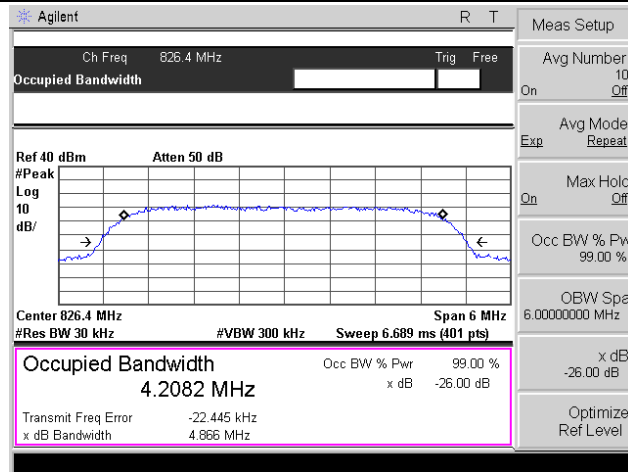 Agilent R T
Ch Freq 826.4 MHz Trig Free
Occupied Bandwidth
Ref 40 dBm Atten 50 dB
#Peak
Log
10
dB/
Center 826.4 MHz Span 6 MHz
#Res BW 30 kHz #VBW 300 kHz Sweep 6.689 ms (401 pts)
Occupied Bandwidth Occ BW % Pwr 99.00 %
4.2082 MHz x dB -26.00 dB
Transmit Freq Error -22.445 kHz
x dB Bandwidth 4.866 MHz
Meas Setup
Avg Number
10
On Off
Avg Mode
Exp Repeat
Max Hold
On Off
Occ BW % Pw
99.00 %
OBW Spa
6.00000000 MHz
x dB
-26.00 dB
Optimize
Ref Level